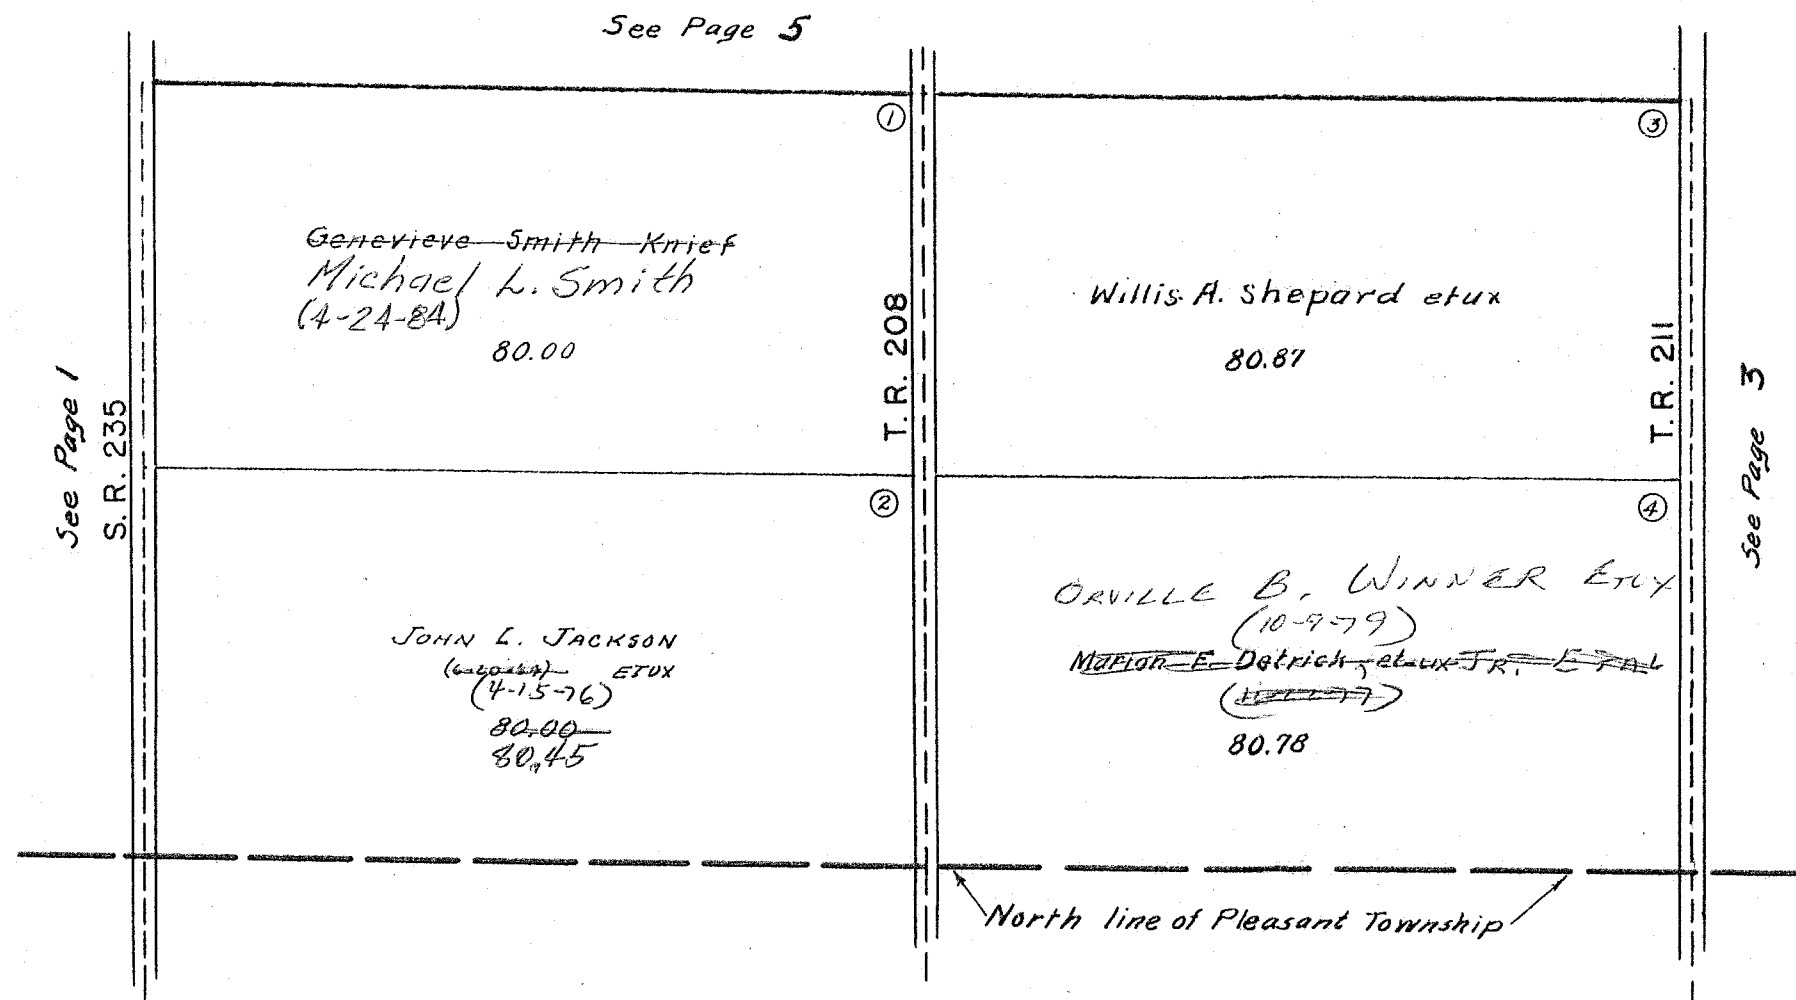 See Page 5
①
Genevieve Smith Knief
Michael L. Smith
(4-24-84)
80.00
T.R. 208
③
Willis A. Shepard etux
80.87
T.R. 211
See Page 1
S.R. 235
See Page 3
②
JOHN L. JACKSON
ETUX
(4-15-76)
80.00
80.45
④
ORVILLE B. WINNER ETUX
(10-9-79)
Marion E. Detrick, etux JR. ETAL
80.78
North line of Pleasant Township